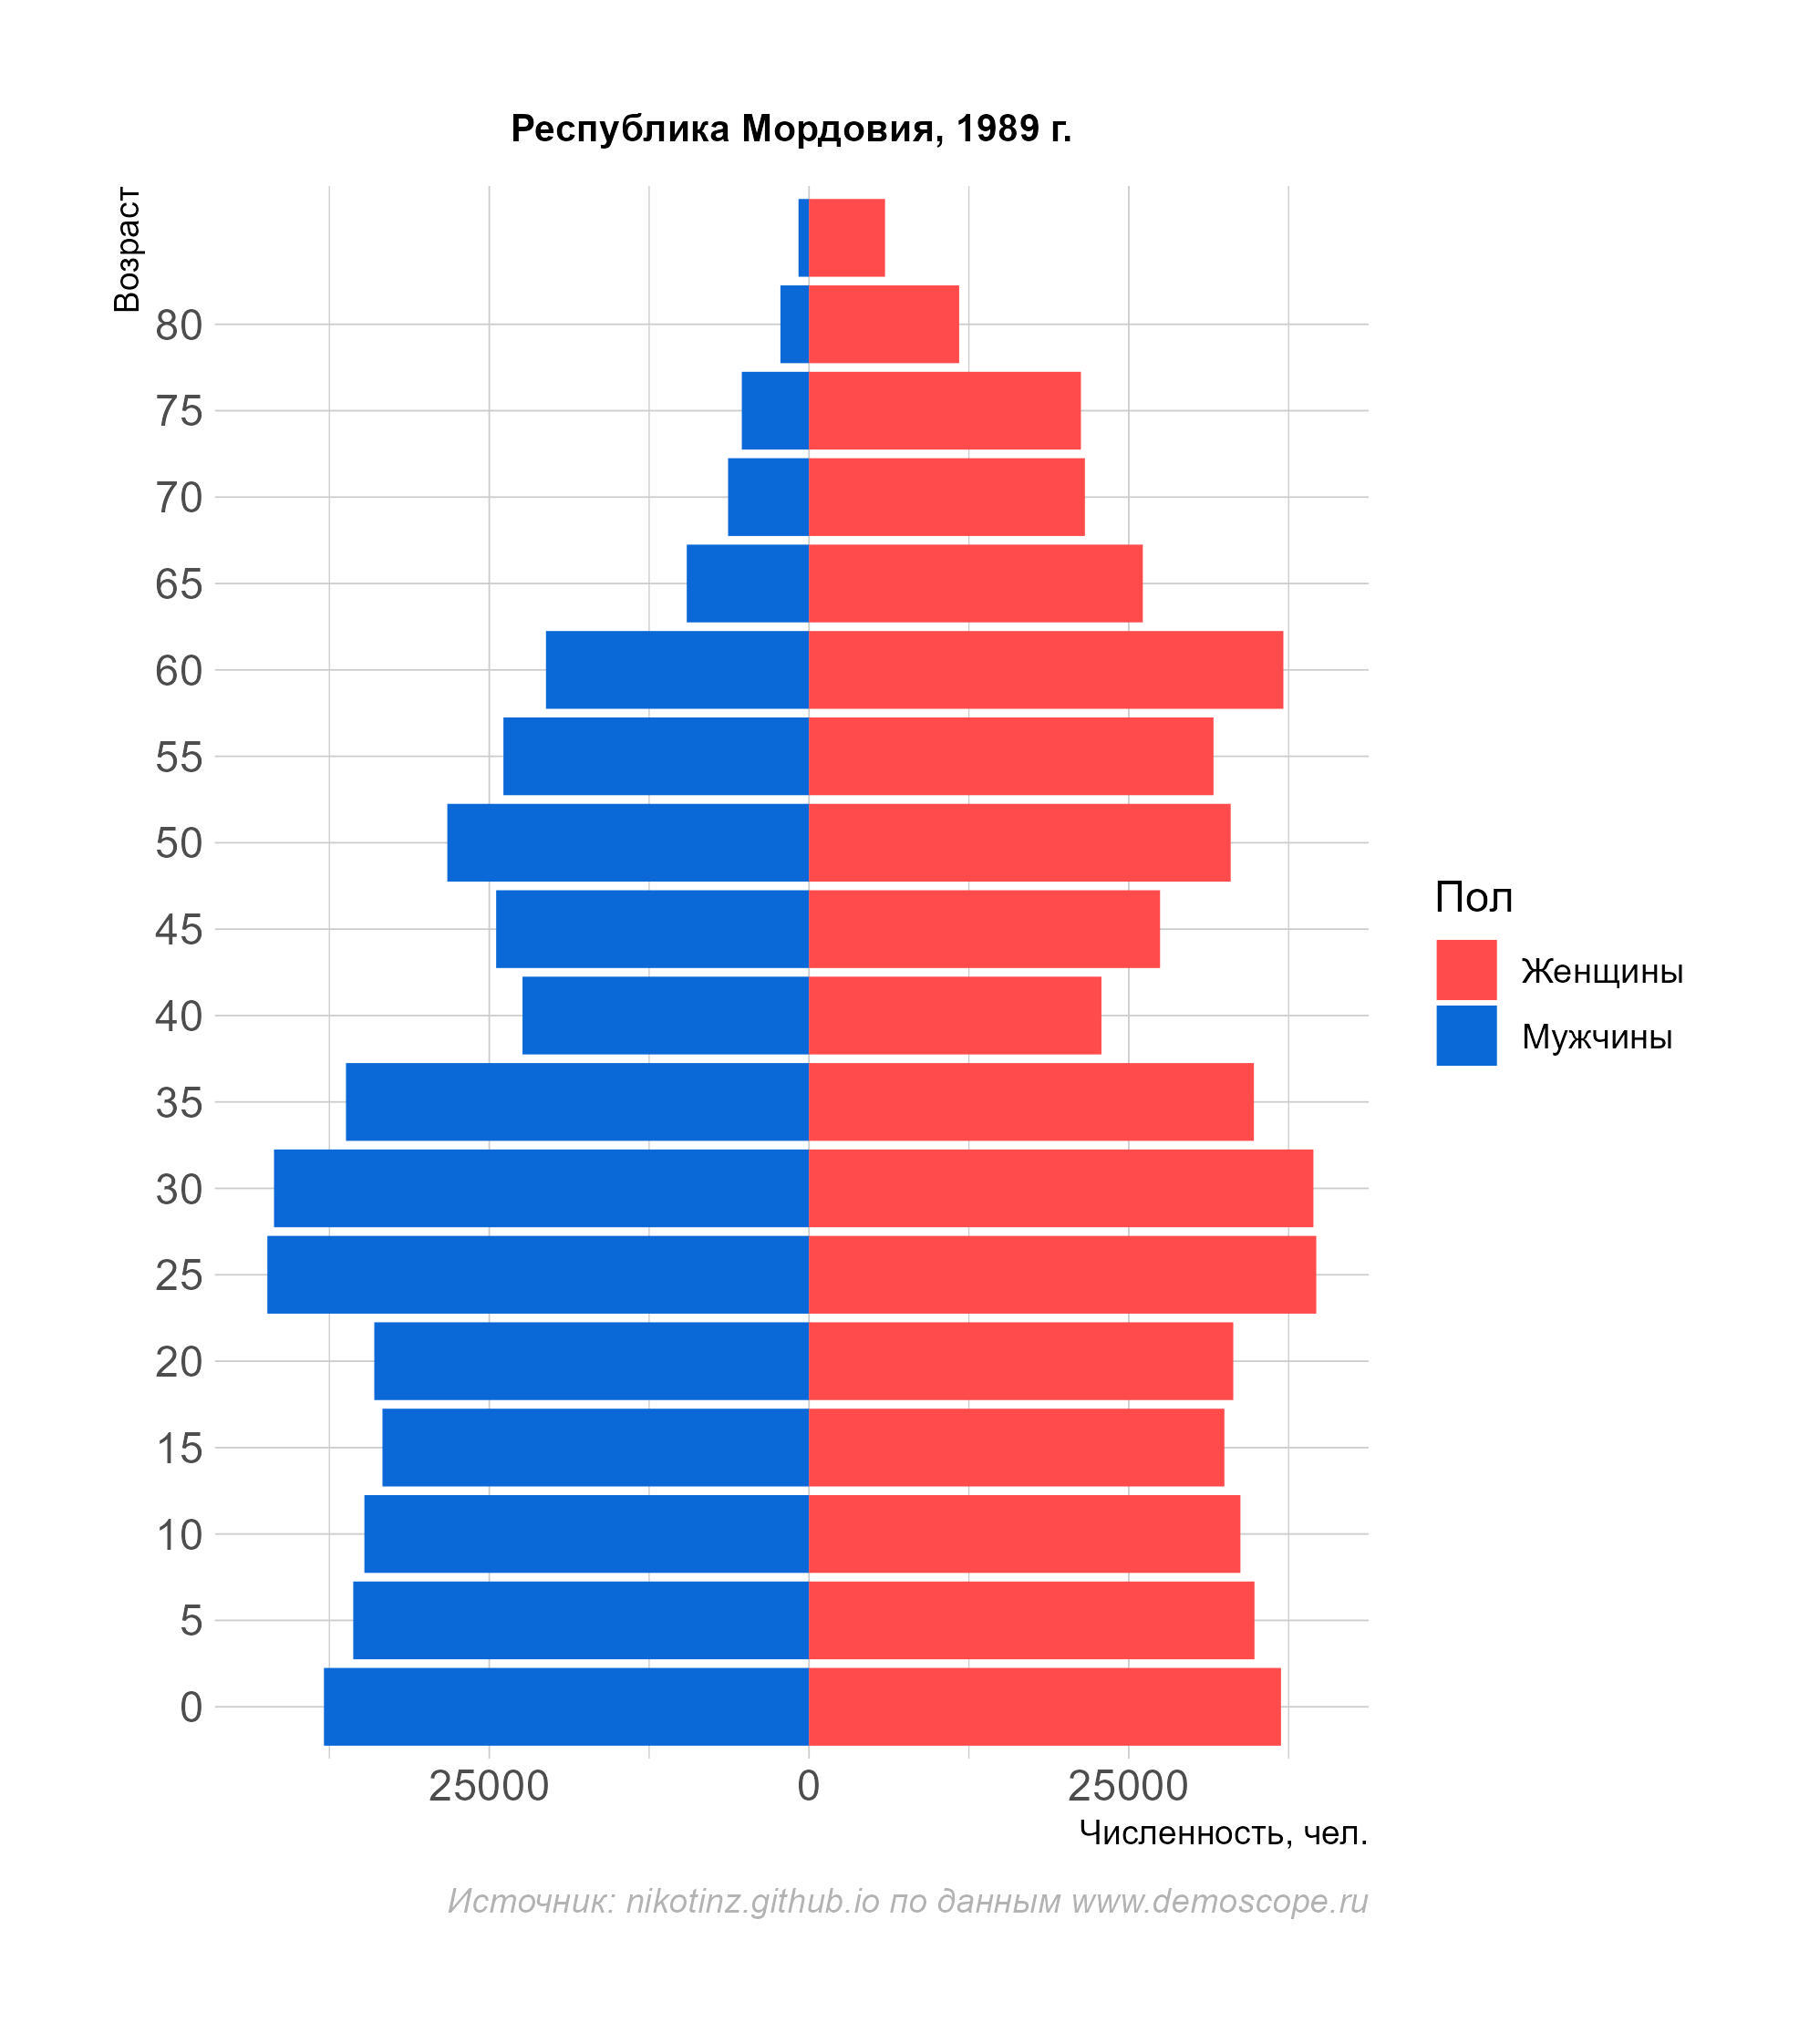 Республика Мордовия, 1989 г.
Возраст
80
75
70
65
60
55
50
45
40
35
30
25
20
15
10
5
0
25000 0 25000
Численность, чел.
Пол
Женщины
Мужчины
Источник: nikotinz.github.io по данным www.demoscope.ru